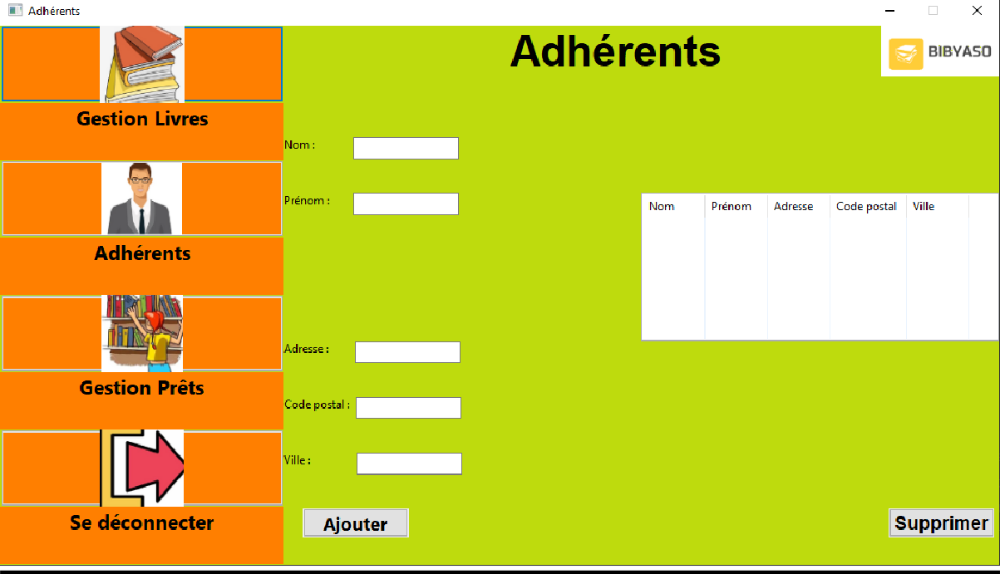 Adhérents
Adhérents
BIBYASO
Gestion Livres
Adhérents
Gestion Prêts
Se déconnecter
Nom :
Prénom :
Adresse :
Code postal :
Ville :
Nom Prénom Adresse Code postal Ville
Ajouter
Supprimer